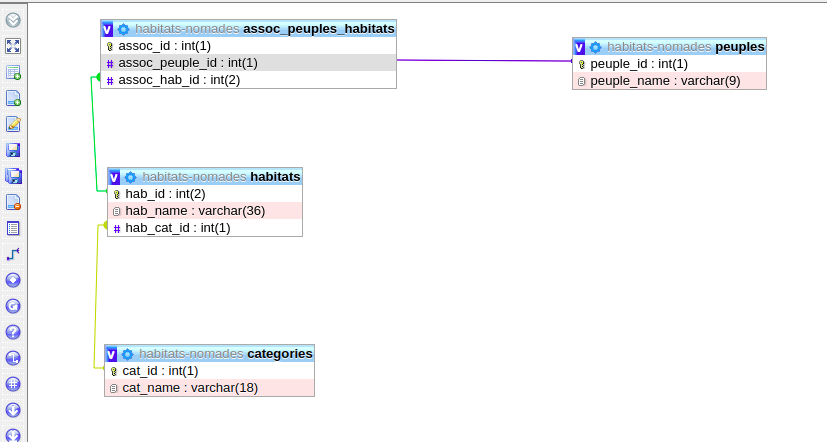 habitats-nomades assoc_peuples_habitats
assoc_id : int(1)
assoc_peuple_id : int(1)
assoc_hab_id : int(2)
habitats-nomades peuples
peuple_id : int(1)
peuple_name : varchar(9)
habitats-nomades habitats
hab_id : int(2)
hab_name : varchar(36)
hab_cat_id : int(1)
habitats-nomades categories
cat_id : int(1)
cat_name : varchar(18)